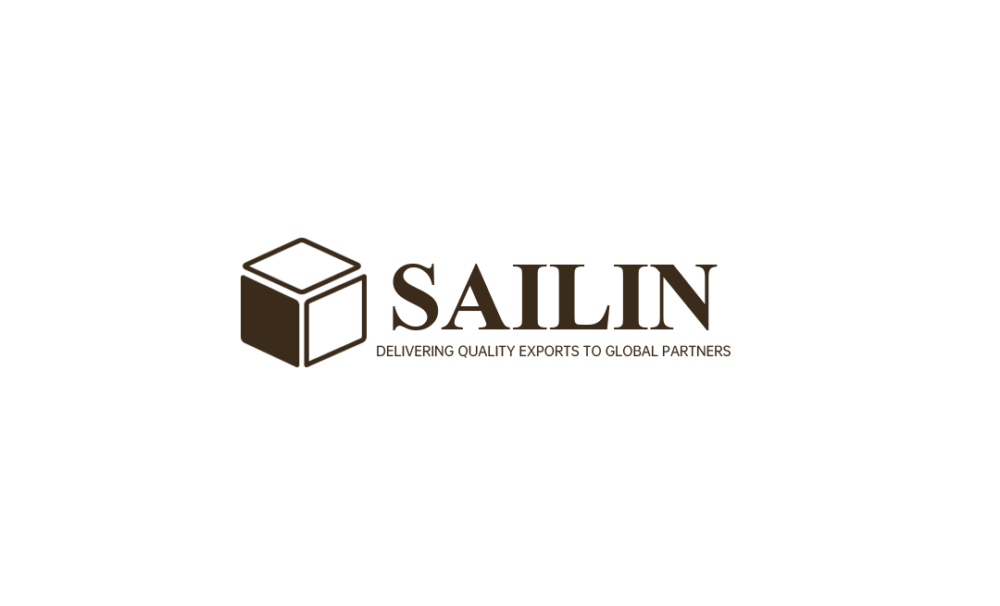 SAILIN
DELIVERING QUALITY EXPORTS TO GLOBAL PARTNERS